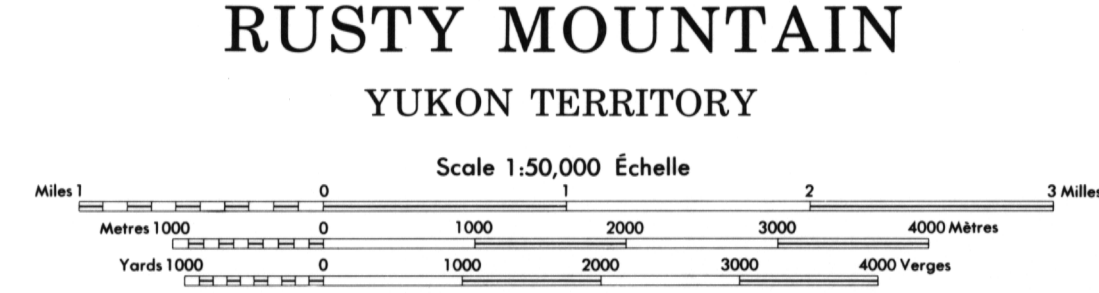 RUSTY MOUNTAIN
YUKON TERRITORY
Scale 1:50,000 Échelle
Miles 1 0 1 2 3 Milles
Metres 1000 0 1000 2000 3000 4000 Mètres
Yards 1000 0 1000 2000 3000 4000 Verges